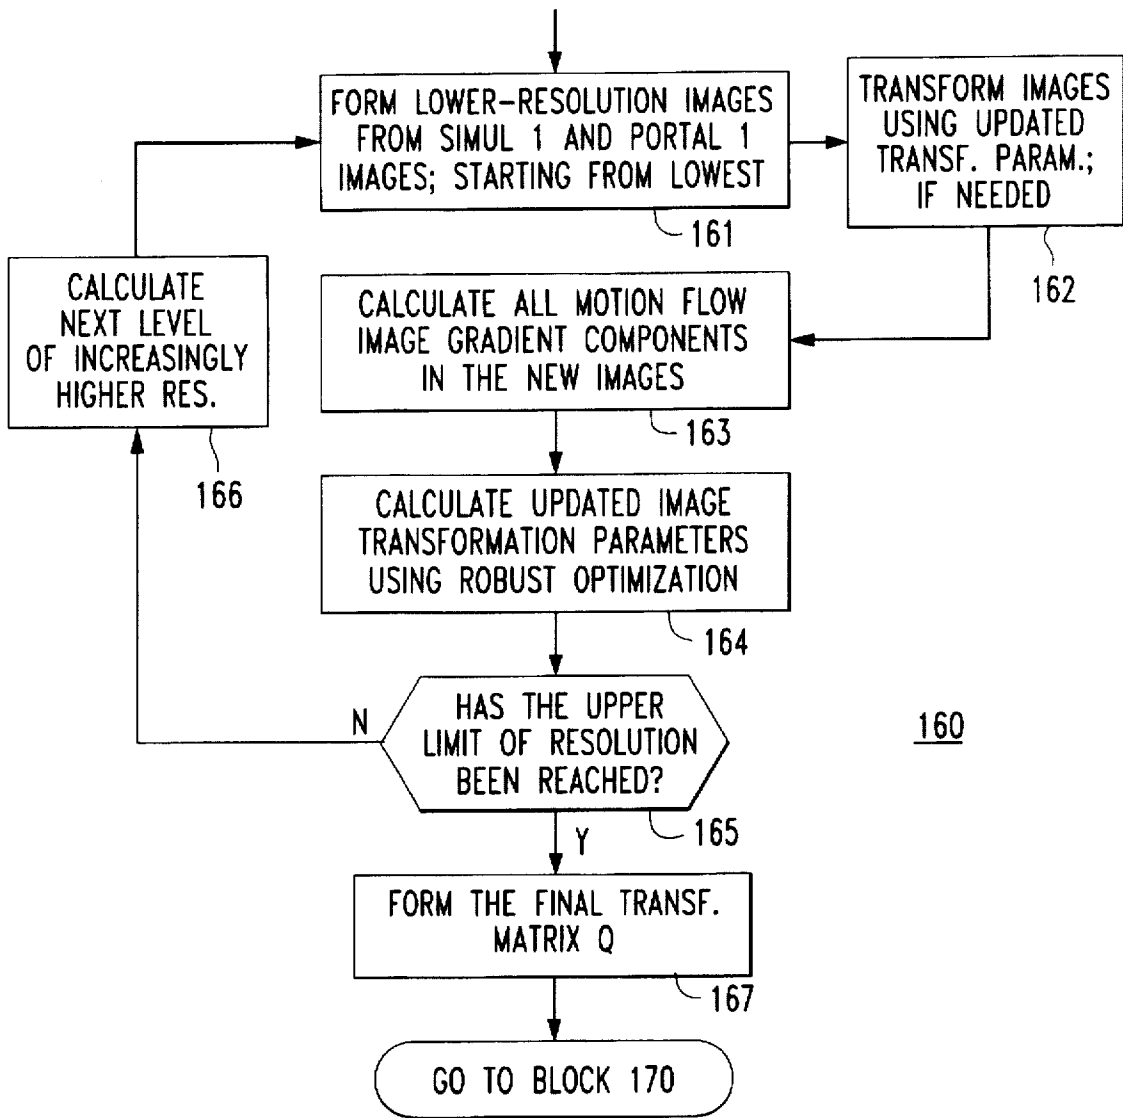 FORM LOWER-RESOLUTION IMAGES
FROM SIMUL 1 AND PORTAL 1
IMAGES; STARTING FROM LOWEST
161
TRANSFORM IMAGES
USING UPDATED
TRANSF. PARAM.;
IF NEEDED
162
CALCULATE ALL MOTION FLOW
IMAGE GRADIENT COMPONENTS
IN THE NEW IMAGES
163
CALCULATE
NEXT LEVEL
OF INCREASINGLY
HIGHER RES.
166
CALCULATE UPDATED IMAGE
TRANSFORMATION PARAMETERS
USING ROBUST OPTIMIZATION
164
N
HAS THE UPPER
LIMIT OF RESOLUTION
BEEN REACHED?
165
160
Y
FORM THE FINAL TRANSF.
MATRIX Q
167
GO TO BLOCK 170